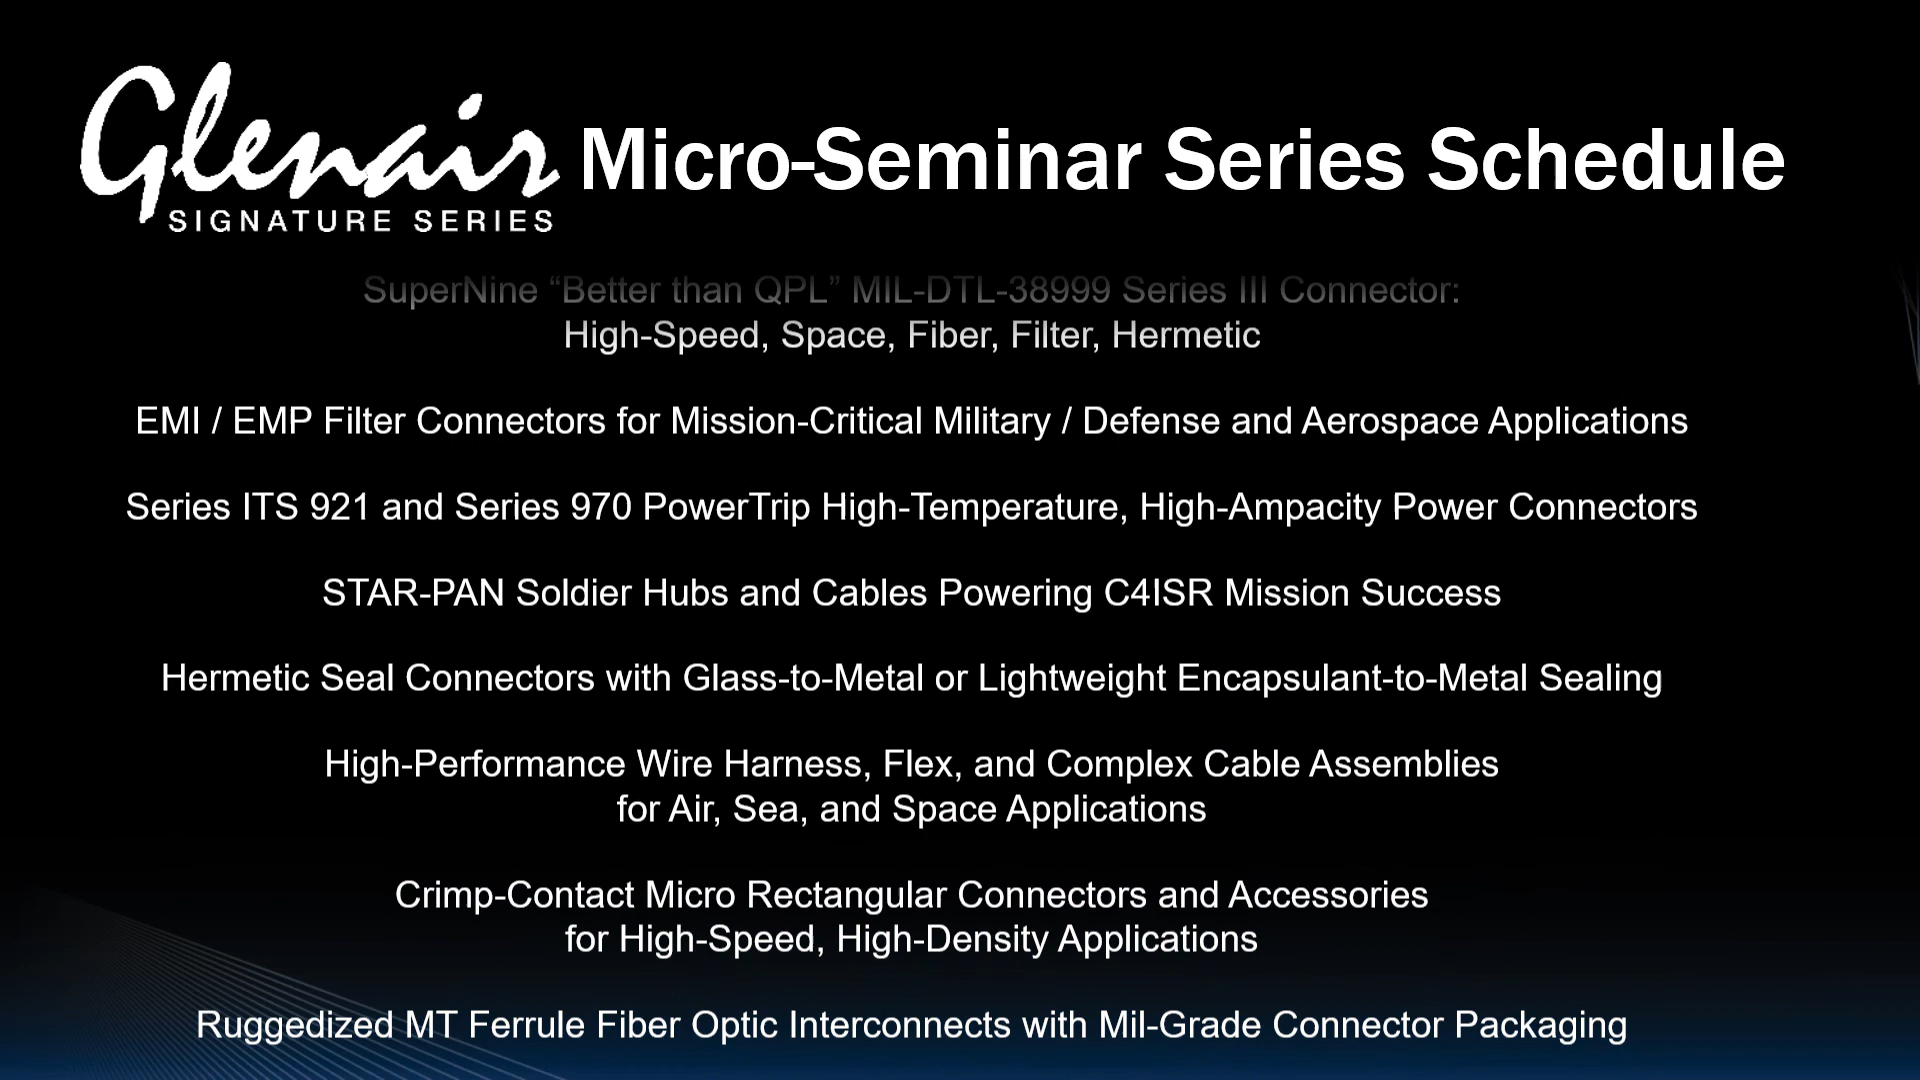 Glenair Micro-Seminar Series Schedule
SIGNATURE SERIES
SuperNine “Better than QPL” MIL-DTL-38999 Series III Connector:
High-Speed, Space, Fiber, Filter, Hermetic
EMI / EMP Filter Connectors for Mission-Critical Military / Defense and Aerospace Applications
Series ITS 921 and Series 970 PowerTrip High-Temperature, High-Ampacity Power Connectors
STAR-PAN Soldier Hubs and Cables Powering C4ISR Mission Success
Hermetic Seal Connectors with Glass-to-Metal or Lightweight Encapsulant-to-Metal Sealing
High-Performance Wire Harness, Flex, and Complex Cable Assemblies
for Air, Sea, and Space Applications
Crimp-Contact Micro Rectangular Connectors and Accessories
for High-Speed, High-Density Applications
Ruggedized MT Ferrule Fiber Optic Interconnects with Mil-Grade Connector Packaging